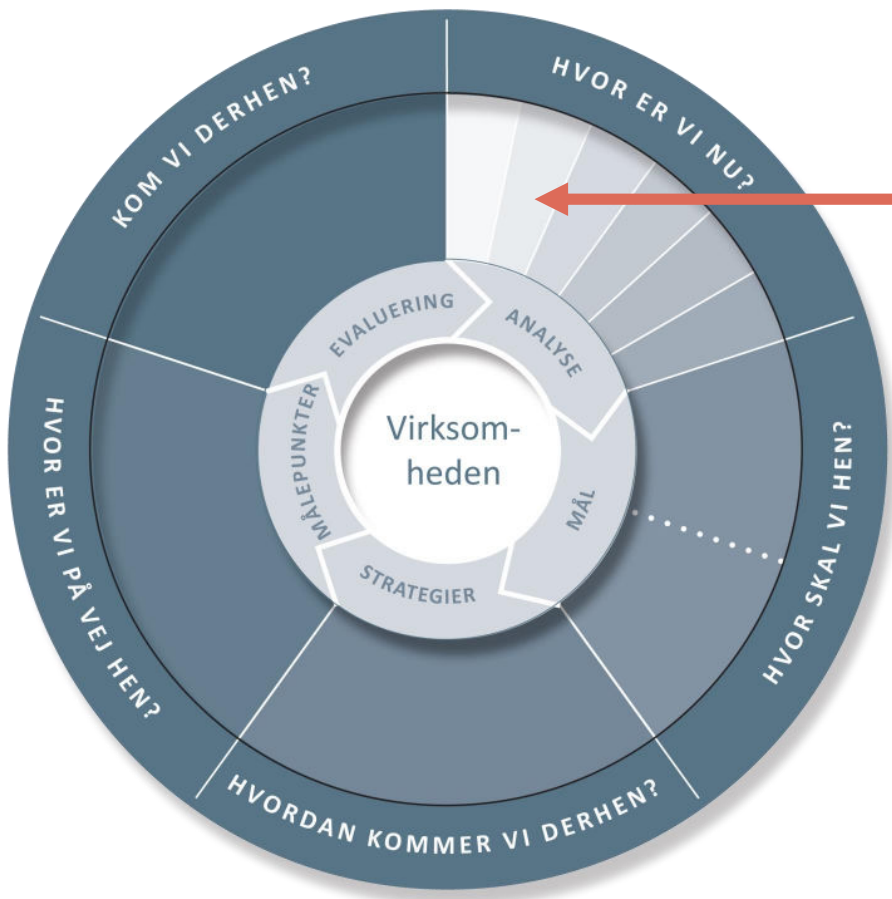 HVOR ER VI NU?
HVOR SKAL VI HEN?
HVORDAN KOMMER VI DERHEN?
HVOR ER VI PÅ VEJ HEN?
KOM VI DERHEN?
ANALYSE
MÅL
STRATEGIER
MÅLEPUNKTER
EVALUERING
Virksom-
heden